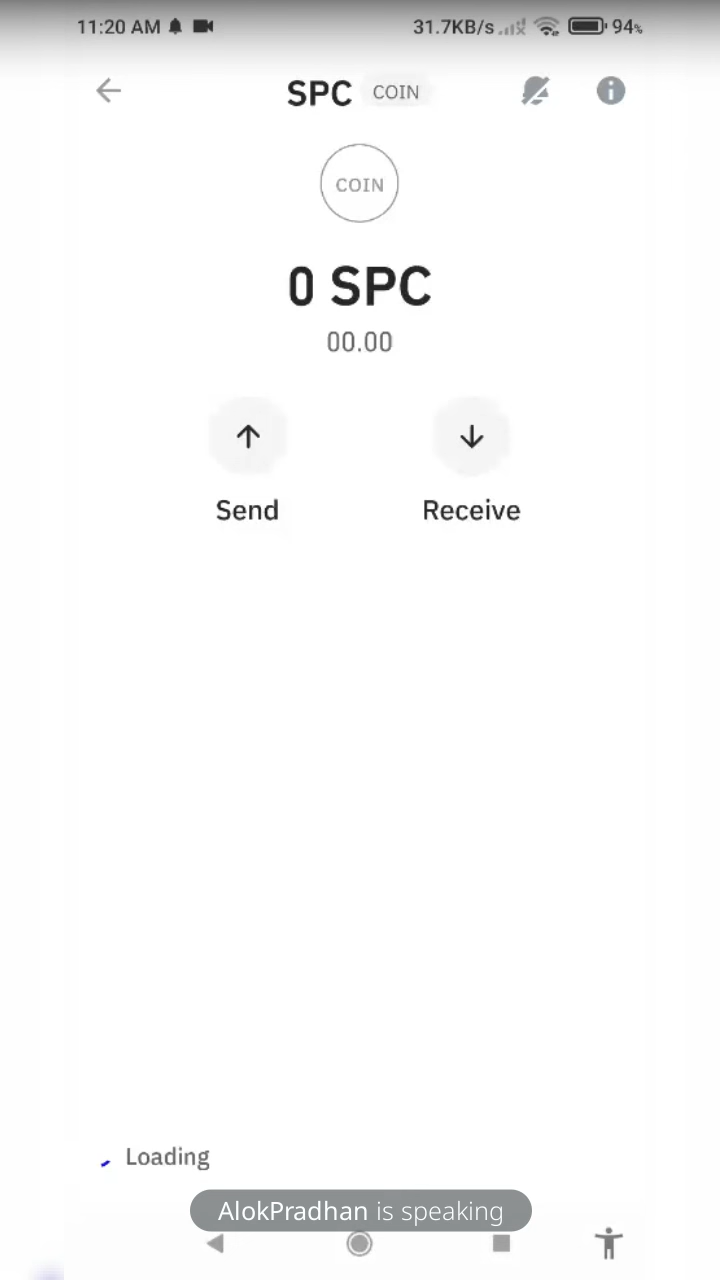 11:20 AM 31.7KB/s 94%
SPC COIN
COIN
0 SPC
00.00
Send Receive
Loading
AlokPradhan is speaking